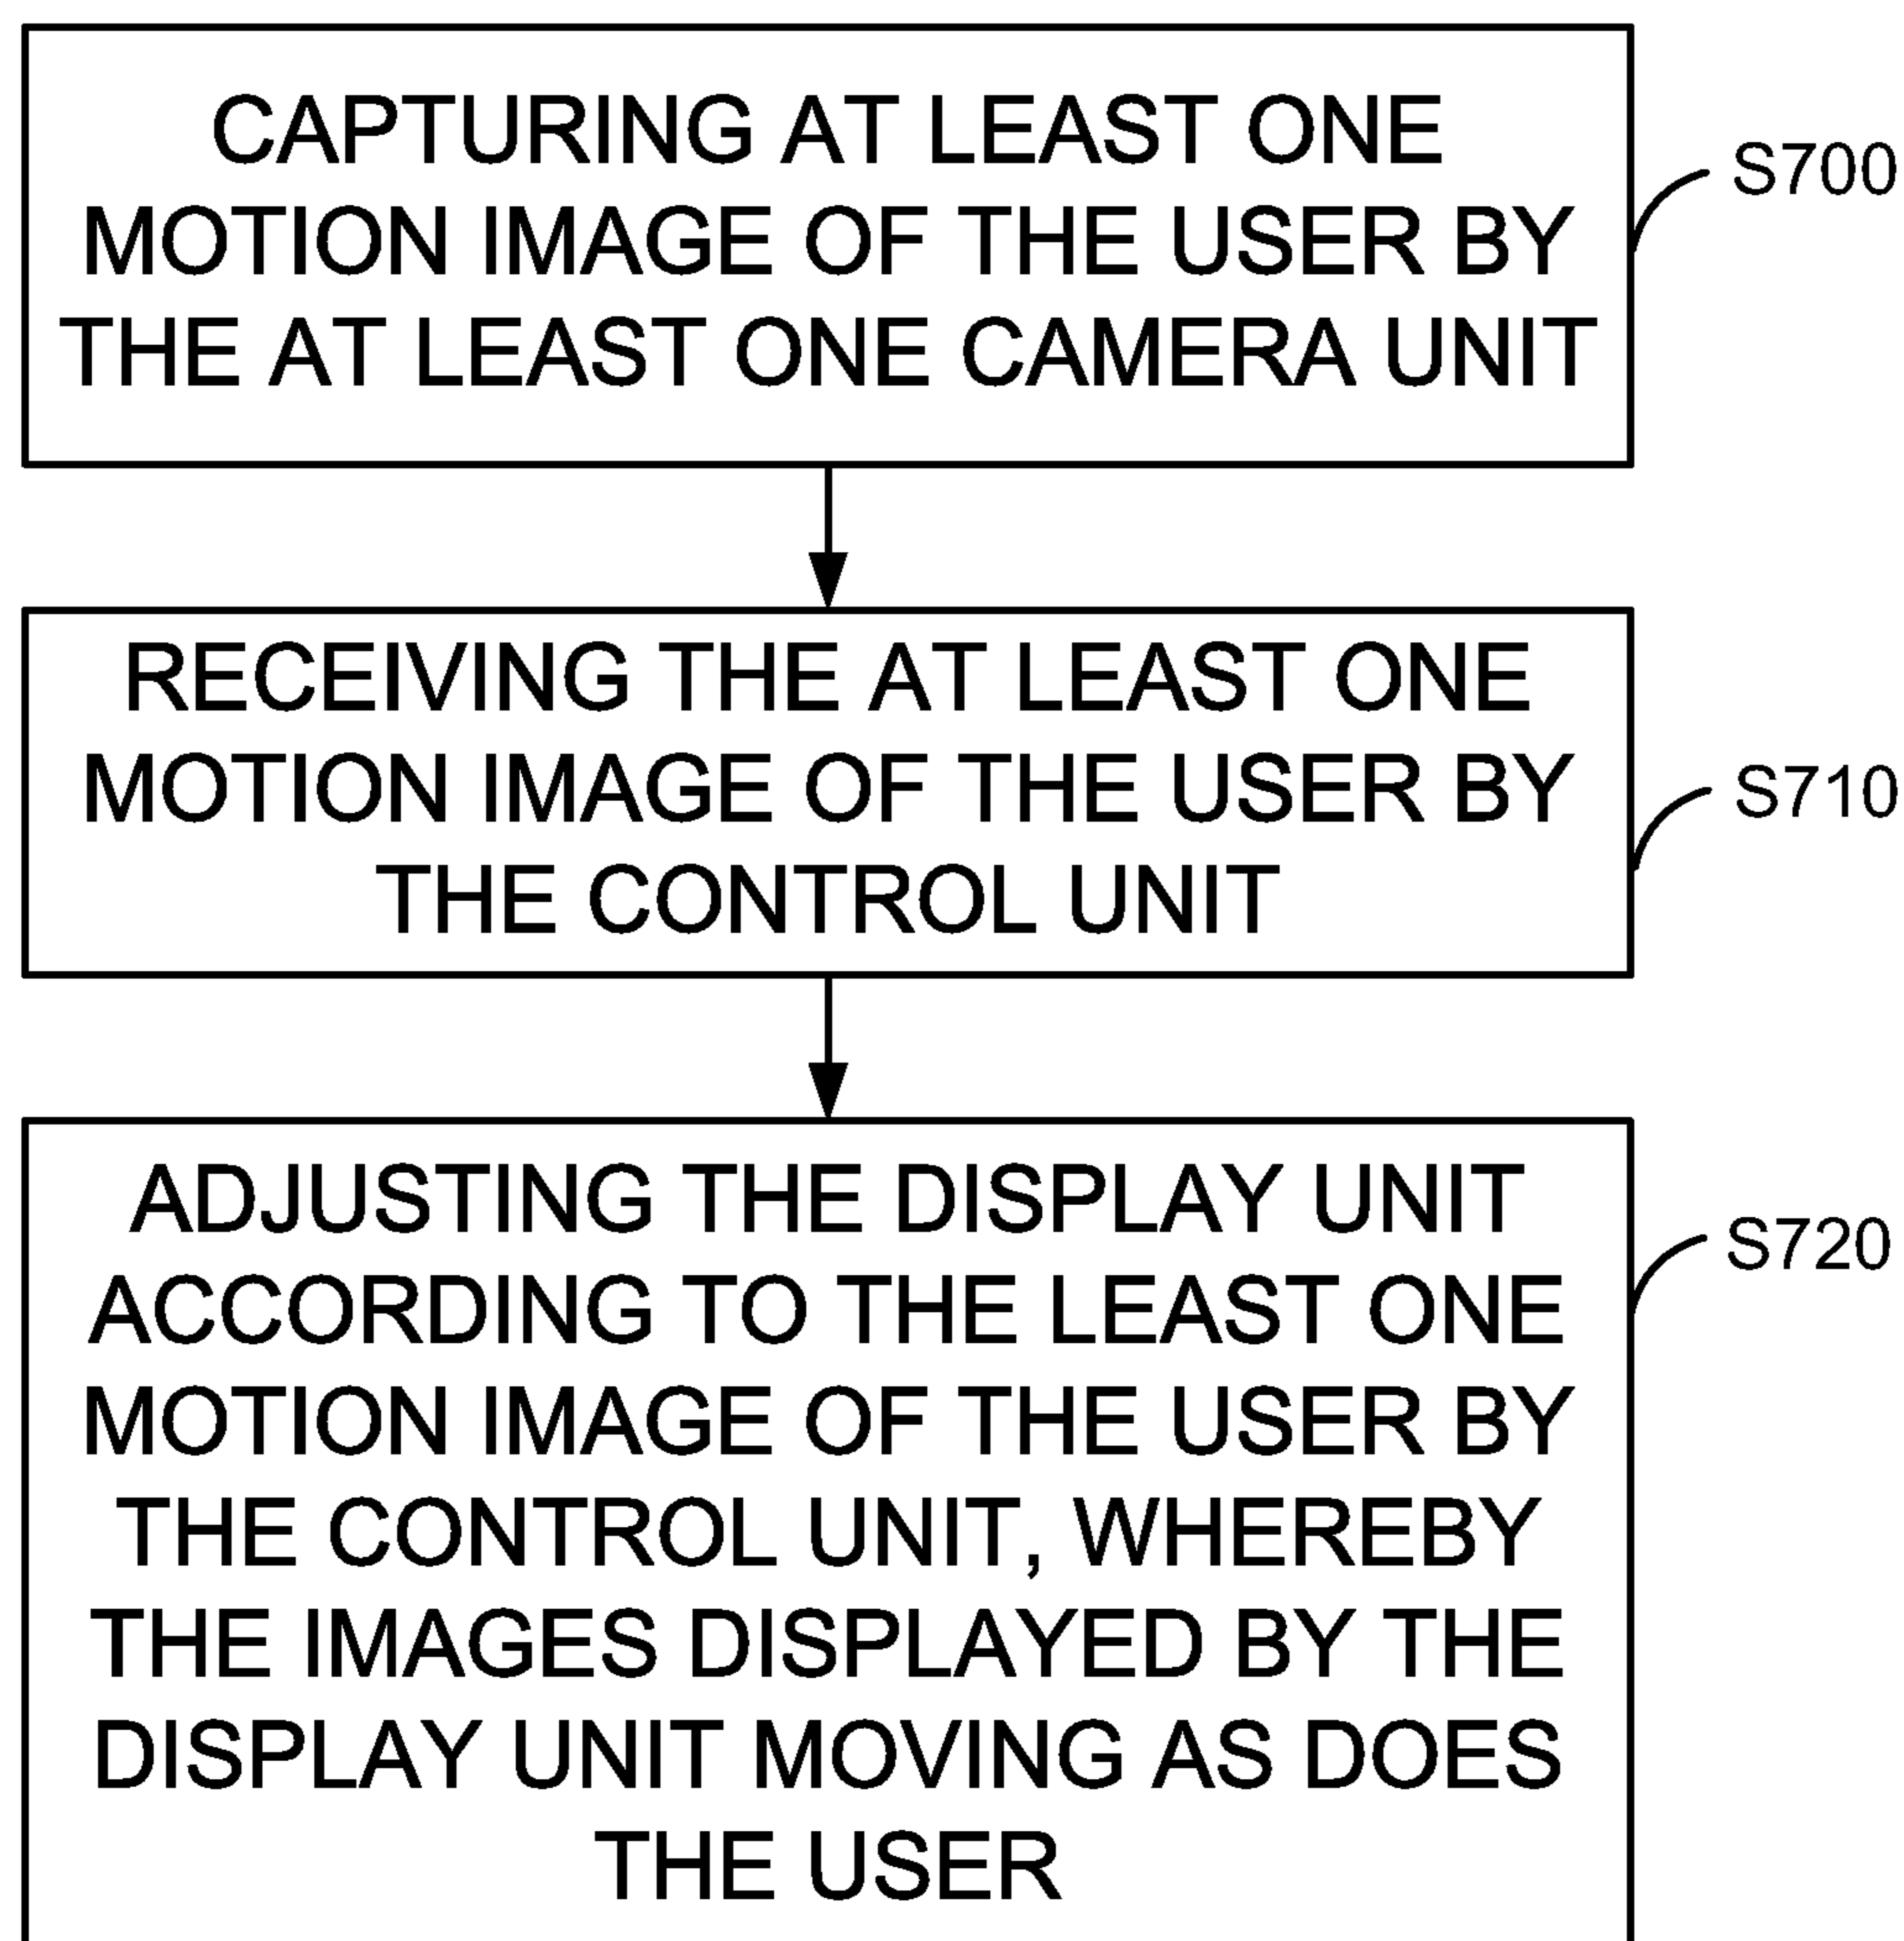 CAPTURING AT LEAST ONE
MOTION IMAGE OF THE USER BY
THE AT LEAST ONE CAMERA UNIT
S700
RECEIVING THE AT LEAST ONE
MOTION IMAGE OF THE USER BY
THE CONTROL UNIT
S710
ADJUSTING THE DISPLAY UNIT
ACCORDING TO THE LEAST ONE
MOTION IMAGE OF THE USER BY
THE CONTROL UNIT, WHEREBY
THE IMAGES DISPLAYED BY THE
DISPLAY UNIT MOVING AS DOES
THE USER
S720